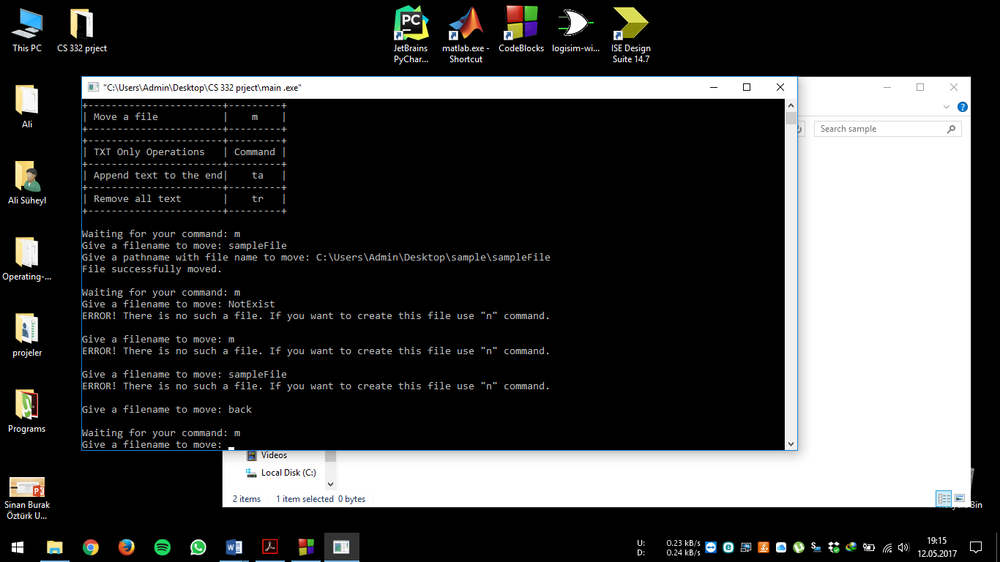 This PC
CS 332 prject
JetBrains
PyChar...
matlab.exe -
Shortcut
CodeBlocks
logisim-wi...
ISE Design
Suite 14.7
Ali
Ali Süheyl
Operating-...
projeler
Programs
Sinan Burak
Öztürk U...
"C:\Users\Admin\Desktop\CS 332 prject\main .exe"
+-----------------------+---------+
| Move a file           |    m    |
+-----------------------+---------+
+-----------------------+---------+
| TXT Only Operations   | Command |
+-----------------------+---------+
| Append text to the end|    ta   |
+-----------------------+---------+
| Remove all text       |    tr   |
+-----------------------+---------+
Waiting for your command: m
Give a filename to move: sampleFile
Give a pathname with file name to move: C:\Users\Admin\Desktop\sample\sampleFile
File successfully moved.
Waiting for your command: m
Give a filename to move: NotExist
ERROR! There is no such a file. If you want to create this file use "n" command.
Give a filename to move: m
ERROR! There is no such a file. If you want to create this file use "n" command.
Give a filename to move: sampleFile
ERROR! There is no such a file. If you want to create this file use "n" command.
Give a filename to move: back
Waiting for your command: m
Give a filename to move:
Search sample
Videos
Local Disk (C:)
2 items 1 item selected 0 bytes
U: 0.23 kB/s
D: 0.24 kB/s
19:15
12.05.2017